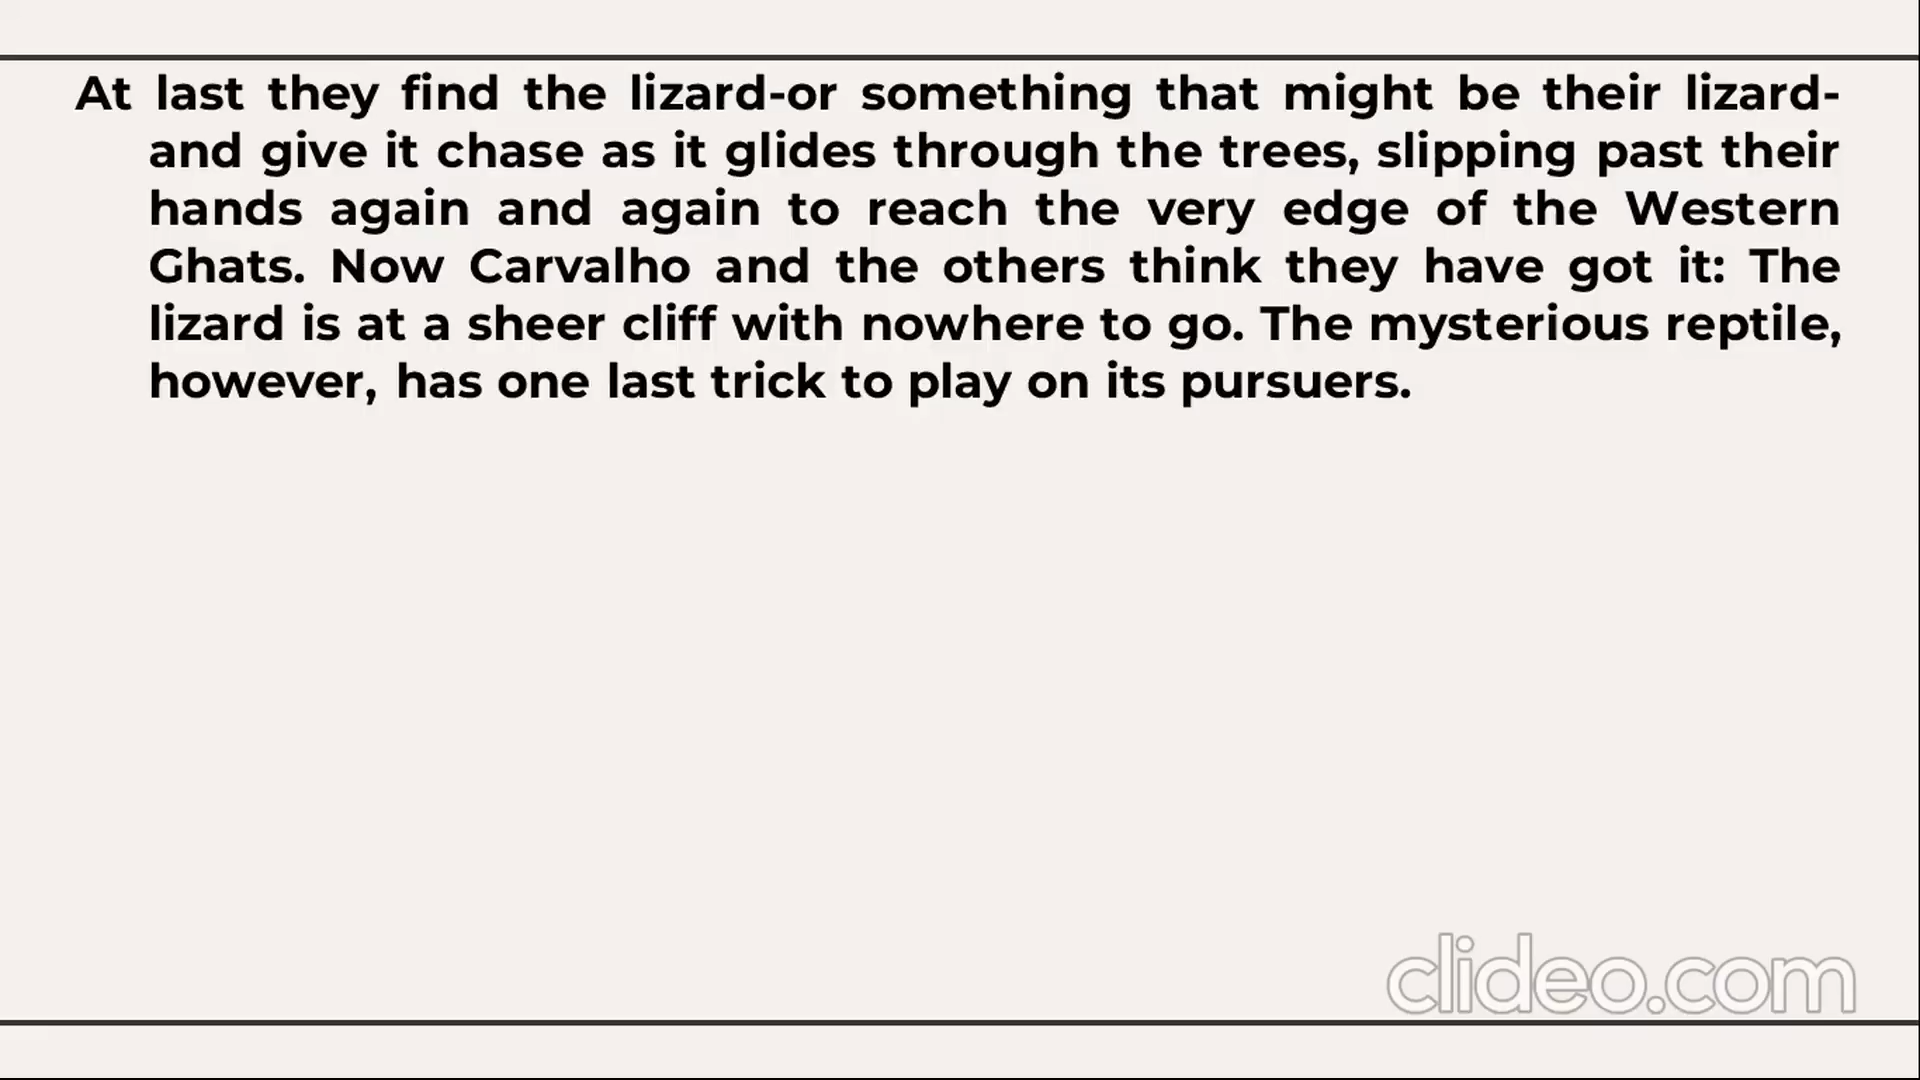 At last they find the lizard-or something that might be their lizard-
and give it chase as it glides through the trees, slipping past their
hands again and again to reach the very edge of the Western
Ghats. Now Carvalho and the others think they have got it: The
lizard is at a sheer cliff with nowhere to go. The mysterious reptile,
however, has one last trick to play on its pursuers.
clideo.com